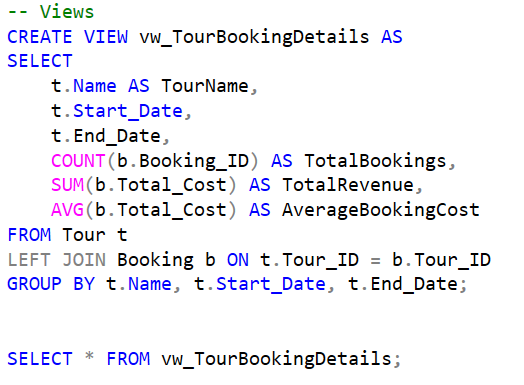 -- Views
CREATE VIEW vw_TourBookingDetails AS
SELECT
    t.Name AS TourName,
    t.Start_Date,
    t.End_Date,
    COUNT(b.Booking_ID) AS TotalBookings,
    SUM(b.Total_Cost) AS TotalRevenue,
    AVG(b.Total_Cost) AS AverageBookingCost
FROM Tour t
LEFT JOIN Booking b ON t.Tour_ID = b.Tour_ID
GROUP BY t.Name, t.Start_Date, t.End_Date;
SELECT * FROM vw_TourBookingDetails;